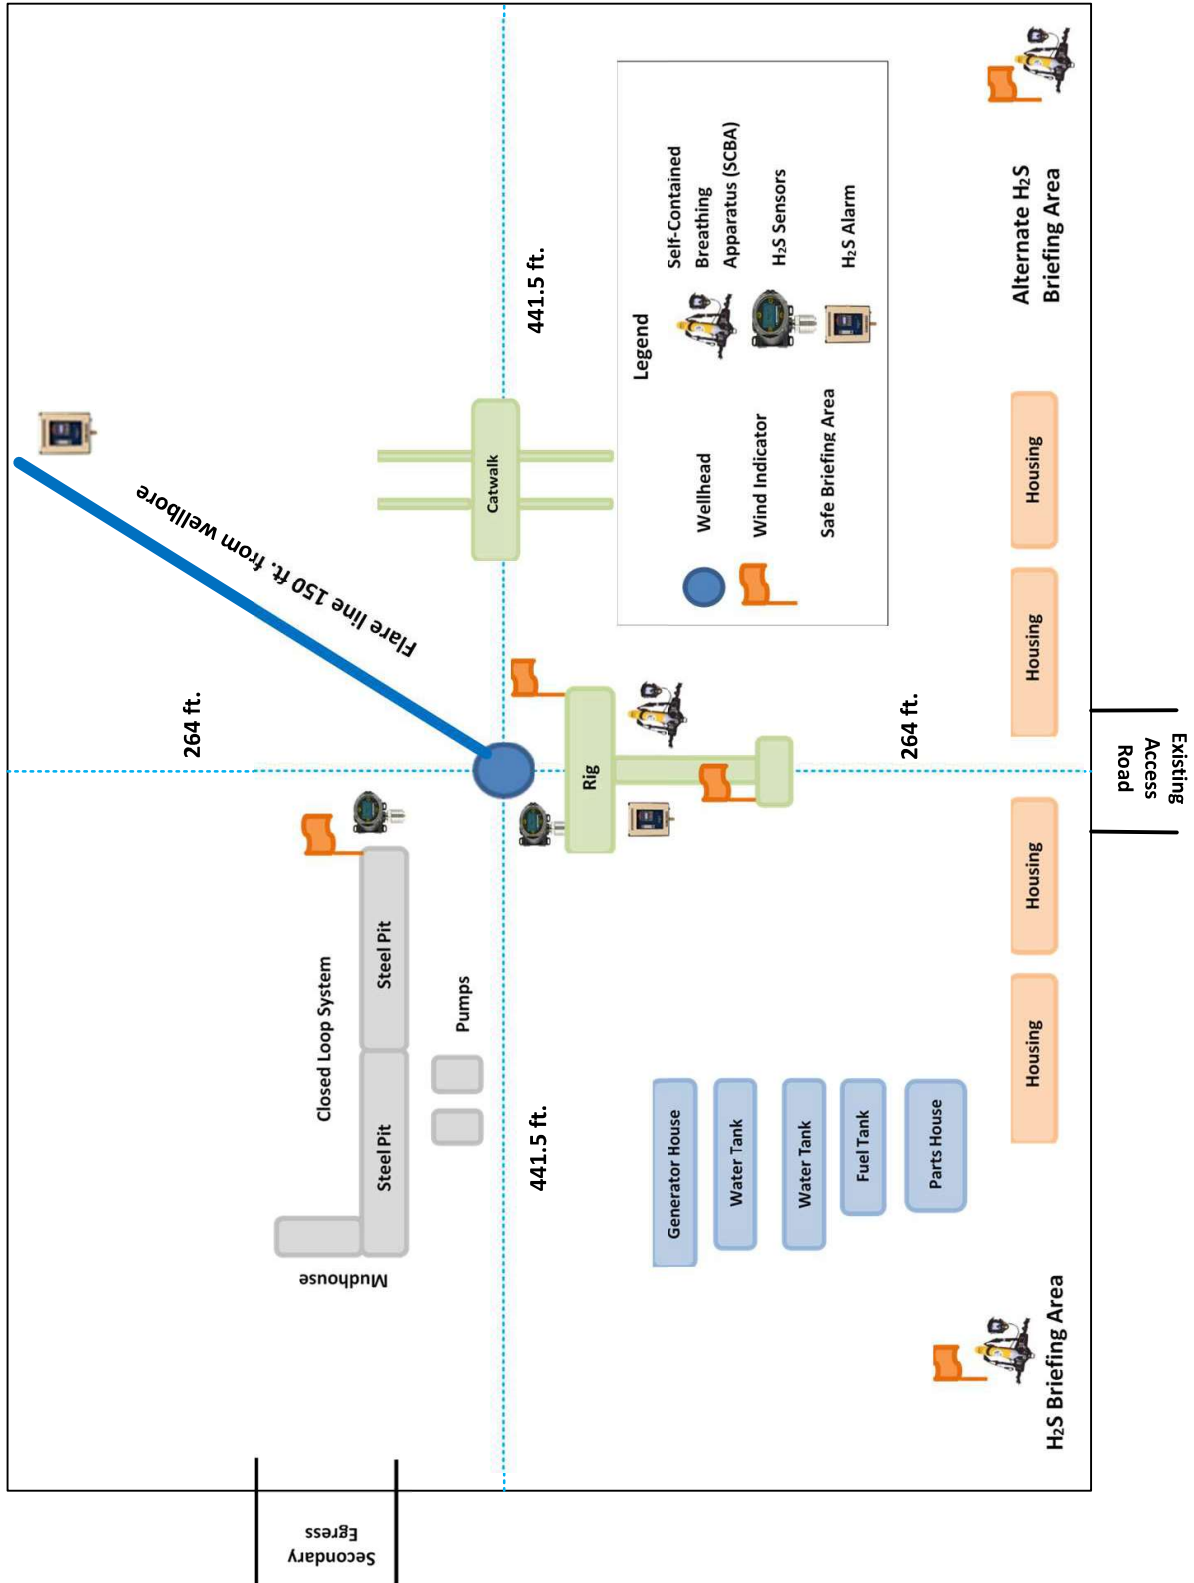 264 ft.
Flare line 150 ft. from wellbore
441.5 ft.
Catwalk
Closed Loop System
Steel Pit
Steel Pit
Mudhouse
Pumps
441.5 ft.
Rig
264 ft.
Legend
Wellhead
Wind Indicator
Safe Briefing Area
Self-Contained
Breathing
Apparatus (SCBA)
H₂S Sensors
H₂S Alarm
Generator House
Water Tank
Water Tank
Fuel Tank
Parts House
Housing
Housing
Housing
Housing
H₂S Briefing Area
Alternate H₂S
Briefing Area
Existing
Access
Road
Secondary
Egress